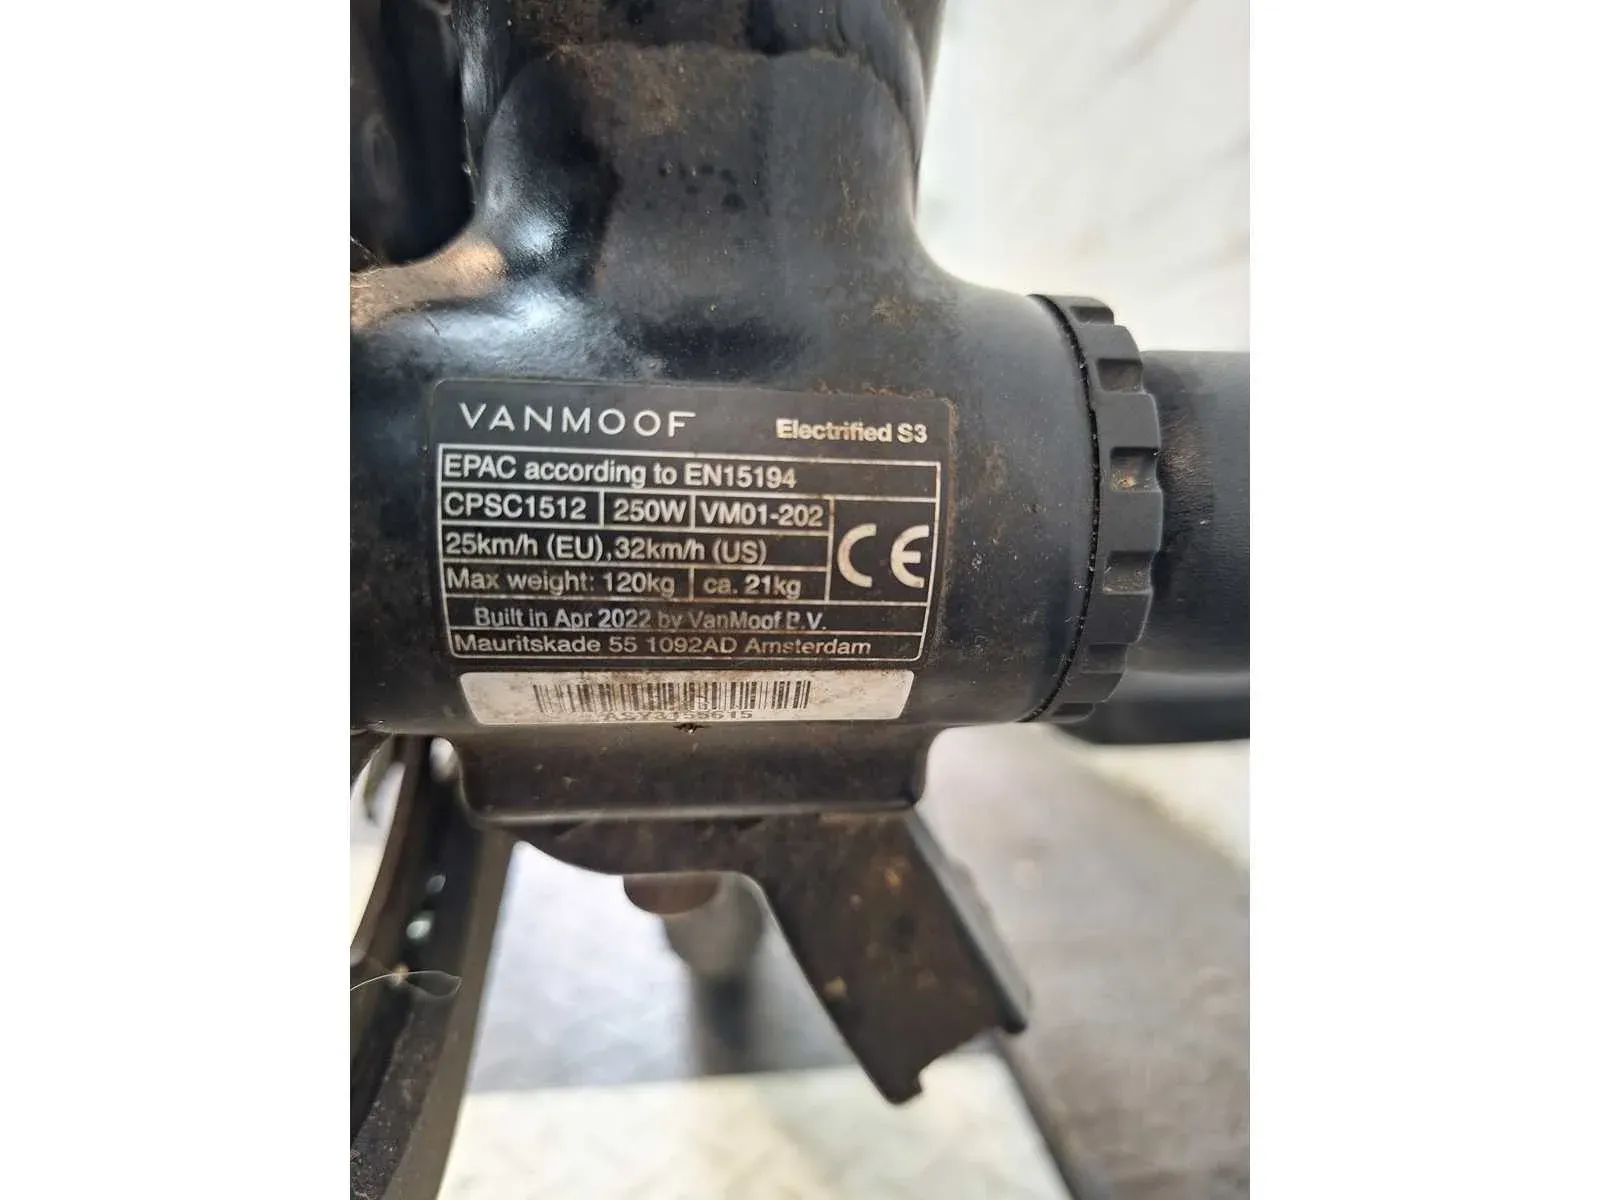 VANMOOF Electrified S3
EPAC according to EN15194
CPSC1512 250W VM01-202
25km/h (EU), 32km/h (US)
CE
Max weight: 120kg ca. 21kg
Built in Apr 2022 by VanMoof B.V.
Mauritskade 55 1092AD Amsterdam